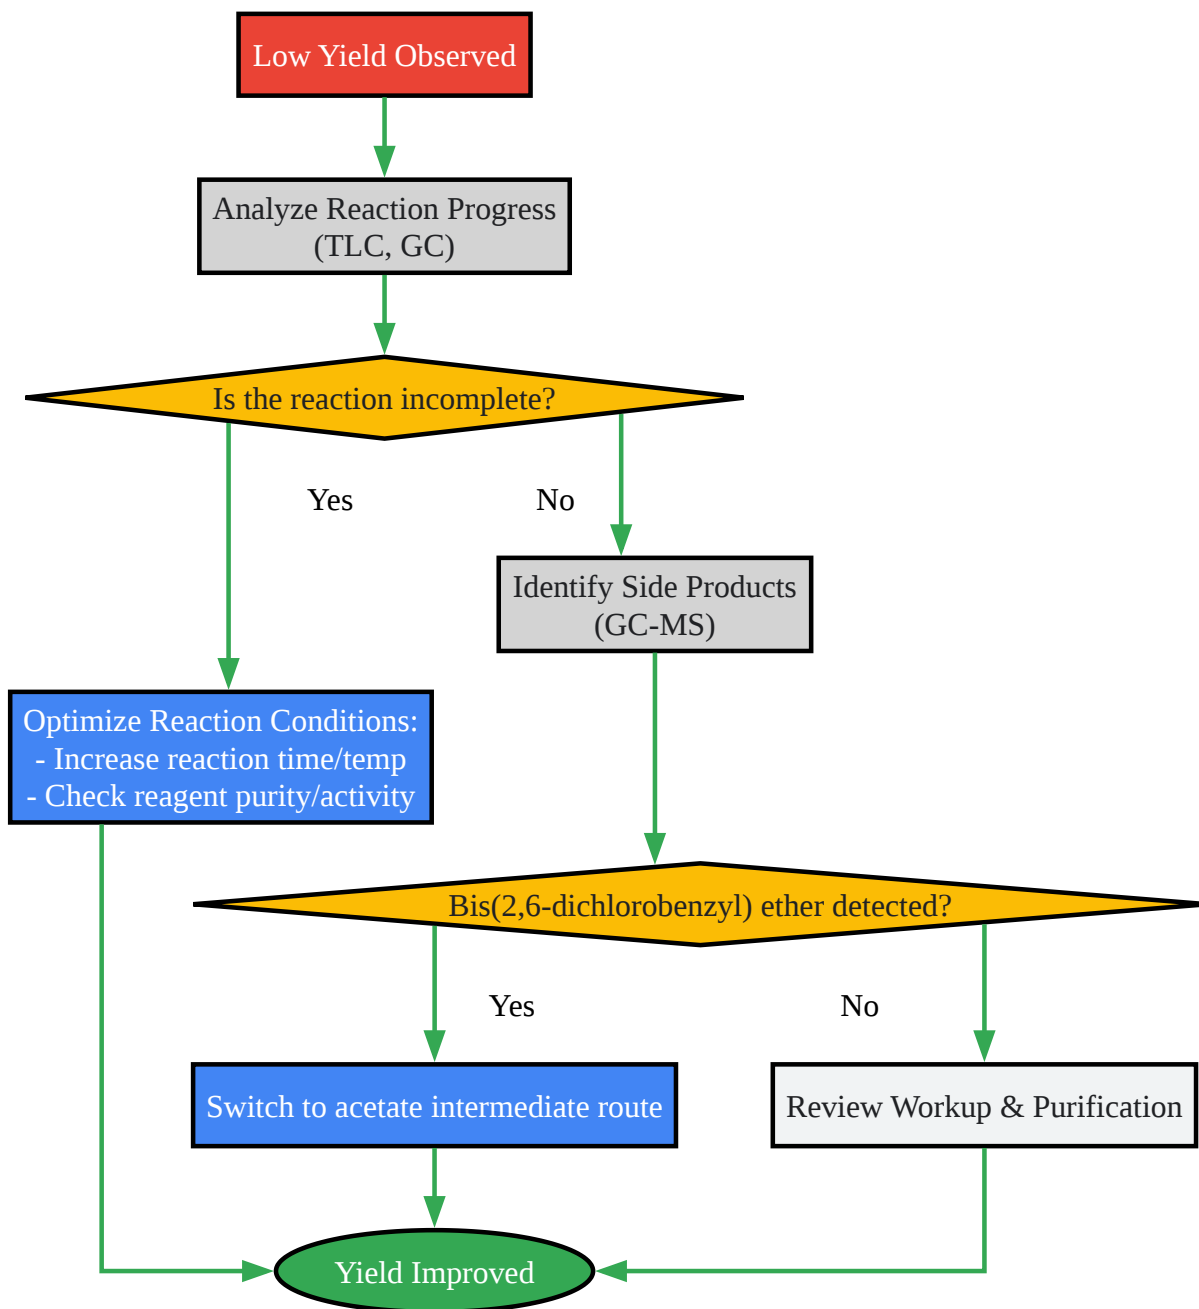 Low Yield Observed
Analyze Reaction Progress
(TLC, GC)
Is the reaction incomplete?
Yes
No
Identify Side Products
(GC-MS)
Optimize Reaction Conditions:
- Increase reaction time/temp
- Check reagent purity/activity
Bis(2,6-dichlorobenzyl) ether detected?
Yes
No
Switch to acetate intermediate route
Review Workup & Purification
Yield Improved